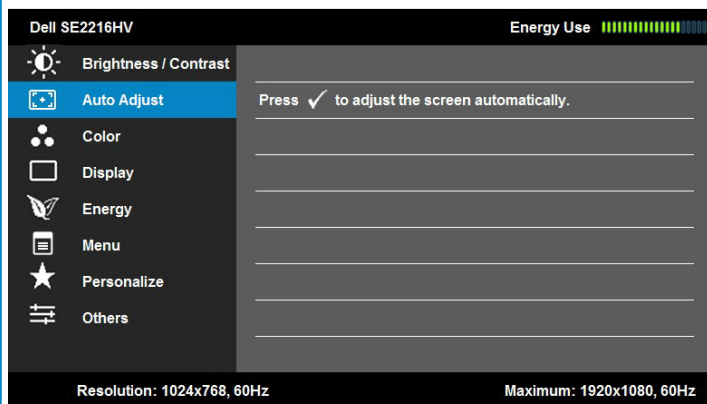 Dell SE2216HV Energy Use
Brightness / Contrast
Auto Adjust Press ✓ to adjust the screen automatically.
Color
Display
Energy
Menu
Personalize
Others
Resolution: 1024x768, 60Hz Maximum: 1920x1080, 60Hz